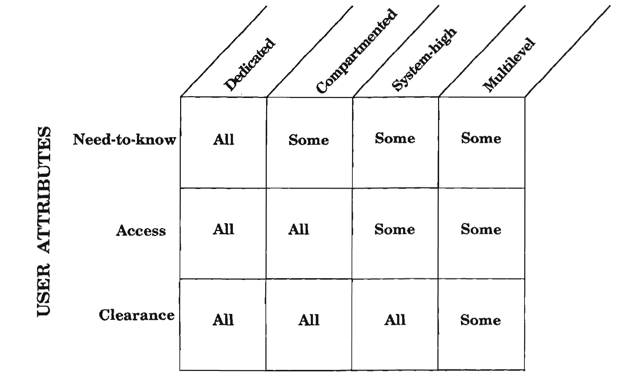 Dedicated
Compartmented
System-high
Multilevel
USER ATTRIBUTES
Need-to-know All Some Some Some
Access All All Some Some
Clearance All All All Some